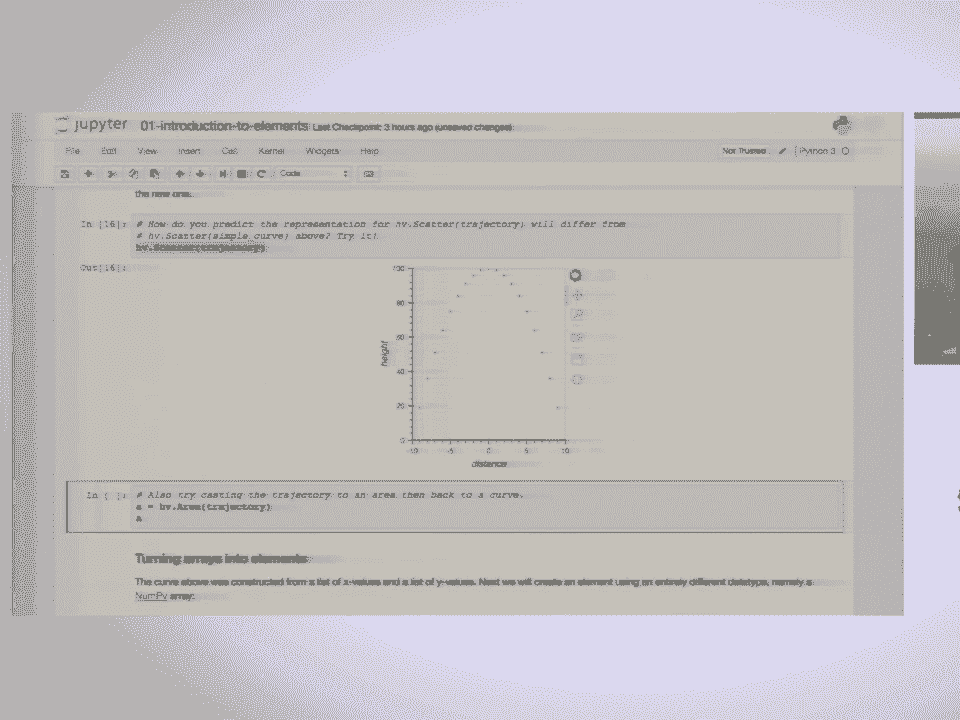 jupyter 01-introduction-to-elements Last Checkpoint: 3 hours ago (unsaved changes)
File Edit View Insert Cell Kernel Widgets Help Not Trusted Python 3
Code
the new one.
In [16]: # How do you predict the representation for hv.Scatter(trajectory) will differ from
# hv.Scatter(simple_curve) above? Try it!
hv.Scatter(trajectory)
Out[16]:
100
80
60
40
20
0
height
-10 -5 0 5 10
distance
In [ ]: # Also try casting the trajectory to an area then back to a curve.
a = hv.Area(trajectory)
a
Turning arrays into elements
The curve above was constructed from a list of x-values and a list of y-values. Next we will create an element using an entirely different datatype, namely a
NumPy array: